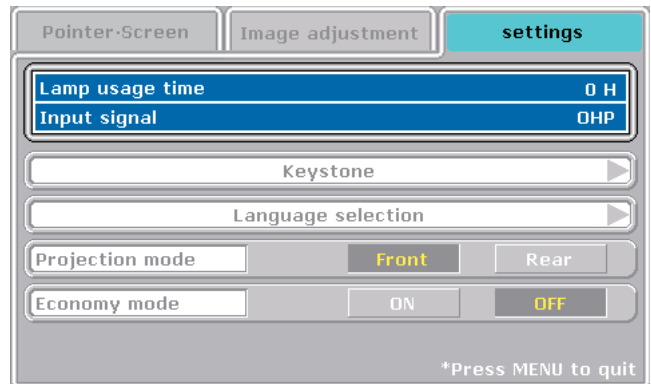 Pointer·Screen Image adjustment settings
Lamp usage time 0 H
Input signal OHP
Keystone
Language selection
Projection mode Front Rear
Economy mode ON OFF
*Press MENU to quit